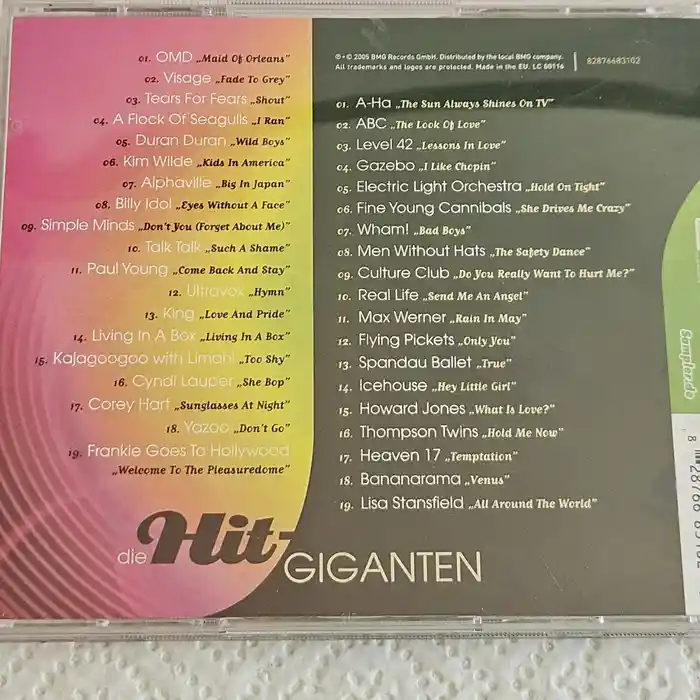 01. OMD „Maid Of Orleans"
02. Visage „Fade To Grey"
03. Tears For Fears „Shout"
04. A Flock Of Seagulls „I Ran"
05. Duran Duran „Wild Boys"
06. Kim Wilde „Kids In America"
07. Alphaville „Big In Japan"
08. Billy Idol „Eyes Without A Face"
09. Simple Minds „Don't You (Forget About Me)"
10. Talk Talk „Such A Shame"
11. Paul Young „Come Back And Stay"
12. Ultravox „Hymn"
13. King „Love And Pride"
14. Living In A Box „Living In A Box"
15. Kajagoogoo with Limahl „Too Shy"
16. Cyndi Lauper „She Bop"
17. Corey Hart „Sunglasses At Night"
18. Yazoo „Don't Go"
19. Frankie Goes To Hollywood
„Welcome To The Pleasuredome"
℗ + © 2005 BMG Records GmbH. Distributed by the local BMG company.
All trademarks and logos are protected. Made in the EU. LC 00116
82876683102
01. A-Ha „The Sun Always Shines On TV"
02. ABC „The Look Of Love"
03. Level 42 „Lessons In Love"
04. Gazebo „I Like Chopin"
05. Electric Light Orchestra „Hold On Tight"
06. Fine Young Cannibals „She Drives Me Crazy"
07. Wham! „Bad Boys"
08. Men Without Hats „The Safety Dance"
09. Culture Club „Do You Really Want To Hurt Me?"
10. Real Life „Send Me An Angel"
11. Max Werner „Rain In May"
12. Flying Pickets „Only You"
13. Spandau Ballet „True"
14. Icehouse „Hey Little Girl"
15. Howard Jones „What Is Love?"
16. Thompson Twins „Hold Me Now"
17. Heaven 17 „Temptation"
18. Bananarama „Venus"
19. Lisa Stansfield „All Around The World"
die Hit-
GIGANTEN